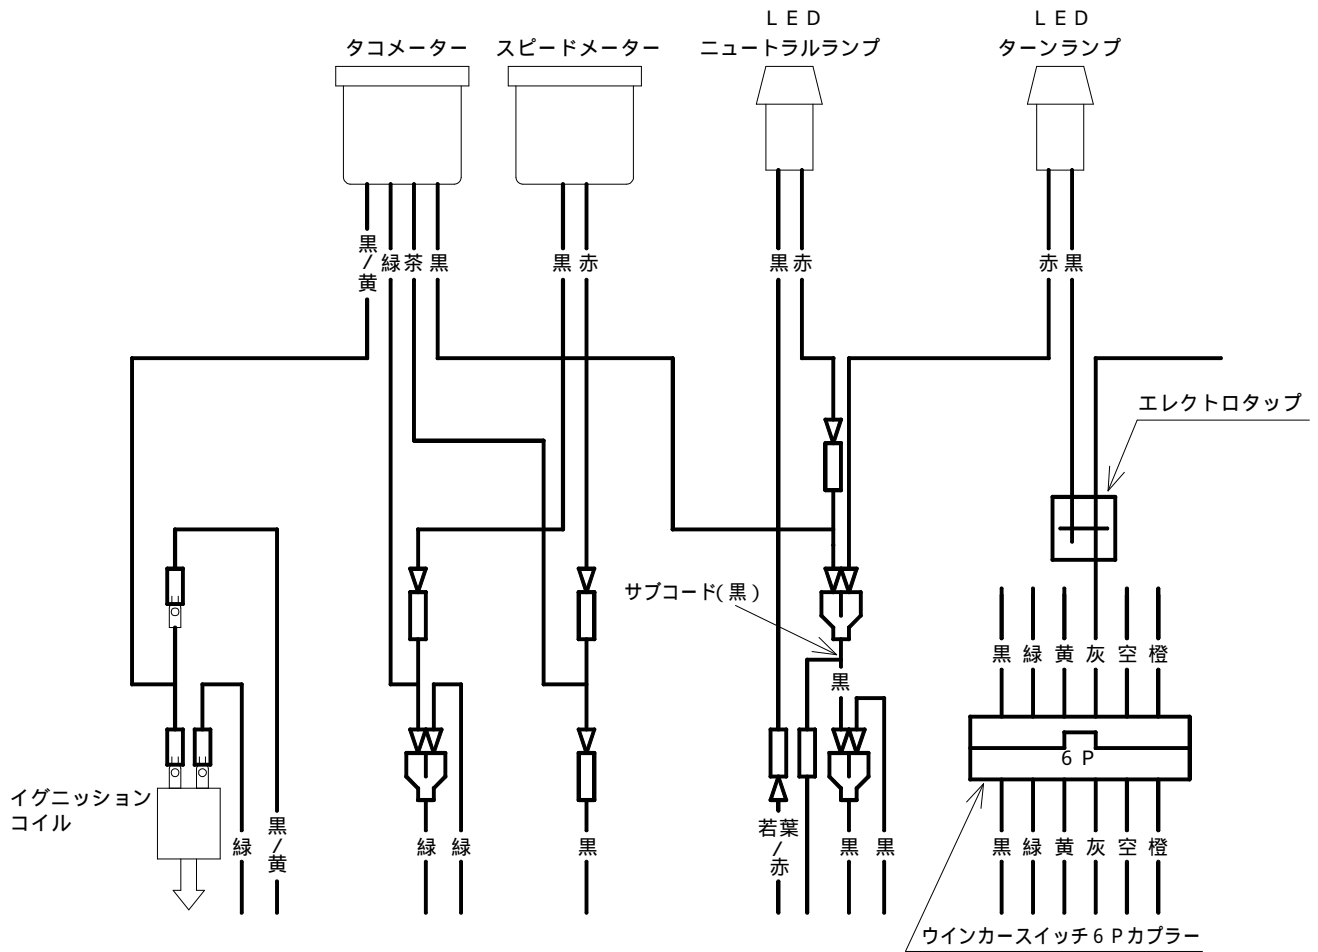 ＬＥＤ
ニュートラルランプ
ＬＥＤ
ターンランプ
タコメーター
スピードメーター
黒/黄
緑
茶
黒
黒
赤
黒
赤
赤
黒
エレクトロタップ
サブコード(黒)
黒
黒
緑
黄
灰
空
橙
６Ｐ
イグニッション
コイル
緑
黒/黄
緑
緑
黒
若葉/赤
黒
黒
黒
緑
黄
灰
空
橙
ウインカースイッチ６Ｐカプラー